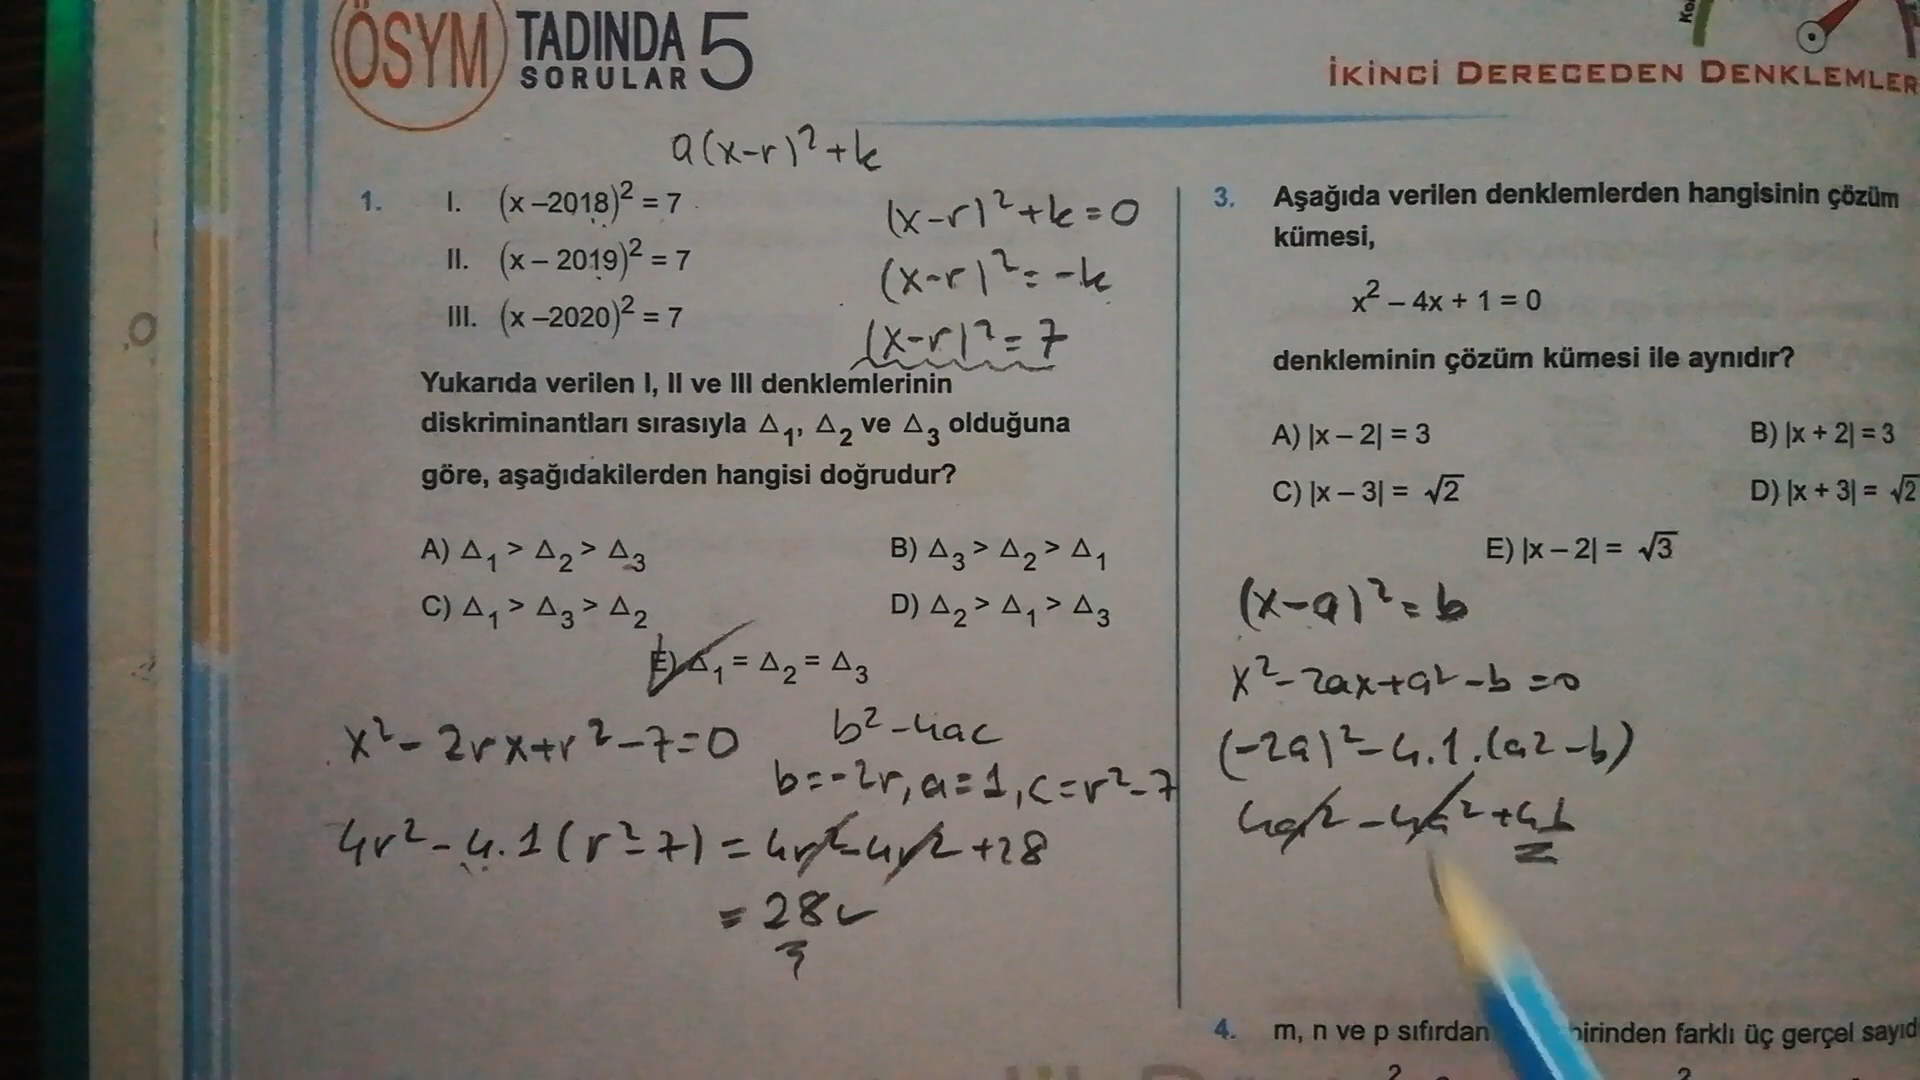 ÖSYM TADINDA SORULAR 5
İKİNCİ DERECEDEN DENKLEMLER
a(x-r)²+k
1. I. (x –2018)² = 7
II. (x – 2019)² = 7
III. (x –2020)² = 7
(x-r)²+k=0
(x-r)²=-k
(x-r)²=7
Yukarıda verilen I, II ve III denklemlerinin
diskriminantları sırasıyla Δ₁, Δ₂ ve Δ₃ olduğuna
göre, aşağıdakilerden hangisi doğrudur?
A) Δ₁ > Δ₂ > Δ₃ B) Δ₃ > Δ₂ > Δ₁
C) Δ₁ > Δ₃ > Δ₂ D) Δ₂ > Δ₁ > Δ₃
E) Δ₁ = Δ₂ = Δ₃
x²-2rx+r²-7=0
b²-4ac
b=-2r, a=1, c=r²-7
4r²-4.1(r²-7)=4r²-4r²+28
=28
3. Aşağıda verilen denklemlerden hangisinin çözüm
kümesi,
x² – 4x + 1 = 0
denkleminin çözüm kümesi ile aynıdır?
A) |x – 2| = 3 B) |x + 2| = 3
C) |x – 3| = √2 D) |x + 3| = √2
E) |x – 2| = √3
(x-a)²=b
x²-2ax+a²-b=0
(-2a)²-4.1.(a²-b)
4a²-4a²+4b
4. m, n ve p sıfırdan birinden farklı üç gerçel
2 2